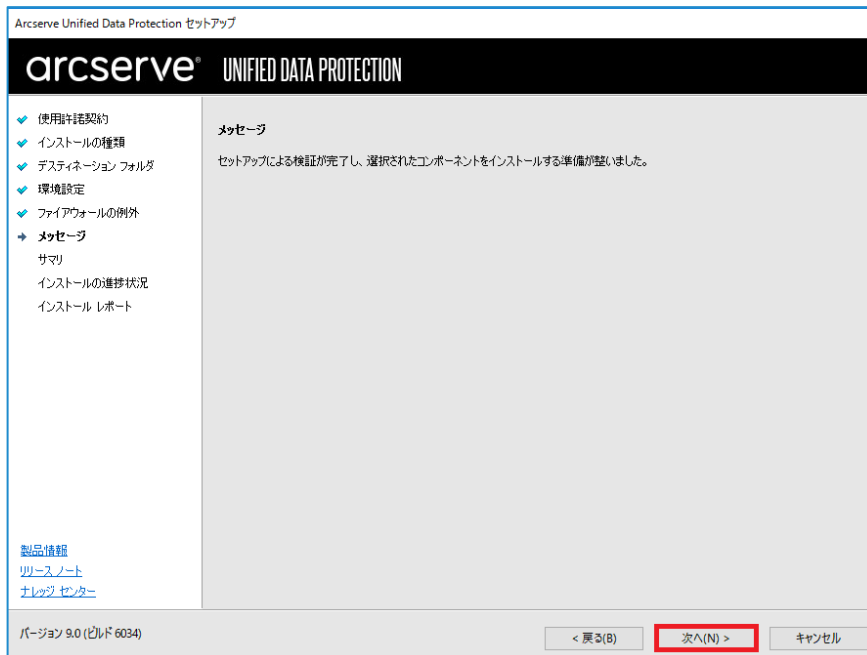 Arcserve Unified Data Protection セットアップ
arcserve® UNIFIED DATA PROTECTION
使用許諾契約
インストールの種類
デスティネーション フォルダ
環境設定
ファイアウォールの例外
メッセージ
サマリ
インストールの進捗状況
インストール レポート
メッセージ
セットアップによる検証が完了し、選択されたコンポーネントをインストールする準備が整いました。
製品情報
リリース ノート
ナレッジ センター
バージョン 9.0 (ビルド 6034)
< 戻る(B)
次へ(N) >
キャンセル